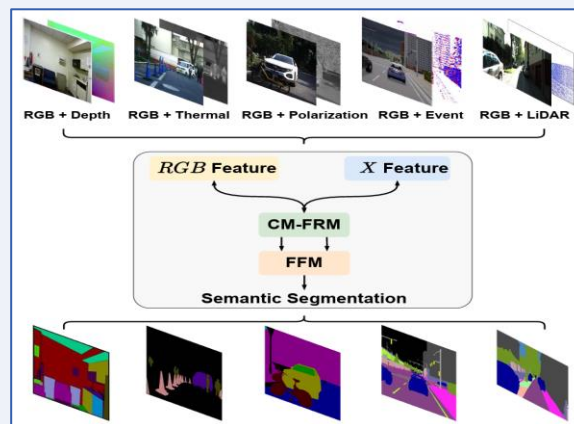 RGB + Depth RGB + Thermal RGB + Polarization RGB + Event RGB + LiDAR
RGB Feature X Feature
CM-FRM
FFM
Semantic Segmentation